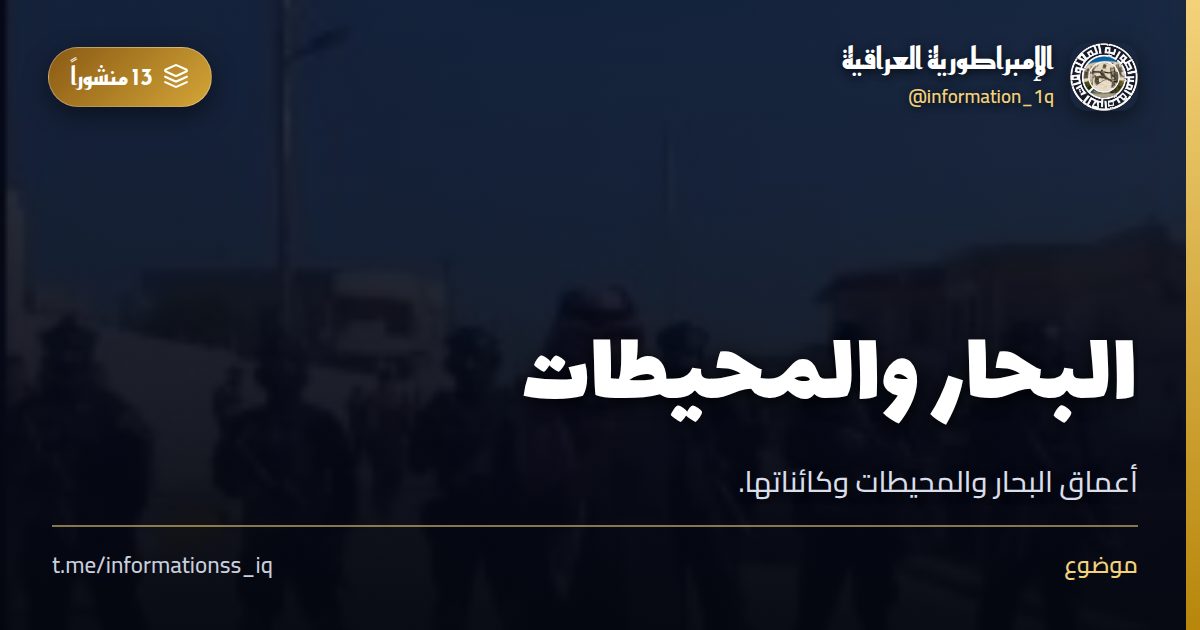 الإمبراطورية العراقية
@information_1q
13 منشوراً
البحار والمحيطات
أعماق البحار والمحيطات وكائناتها.
موضوع
t.me/informationss_iq